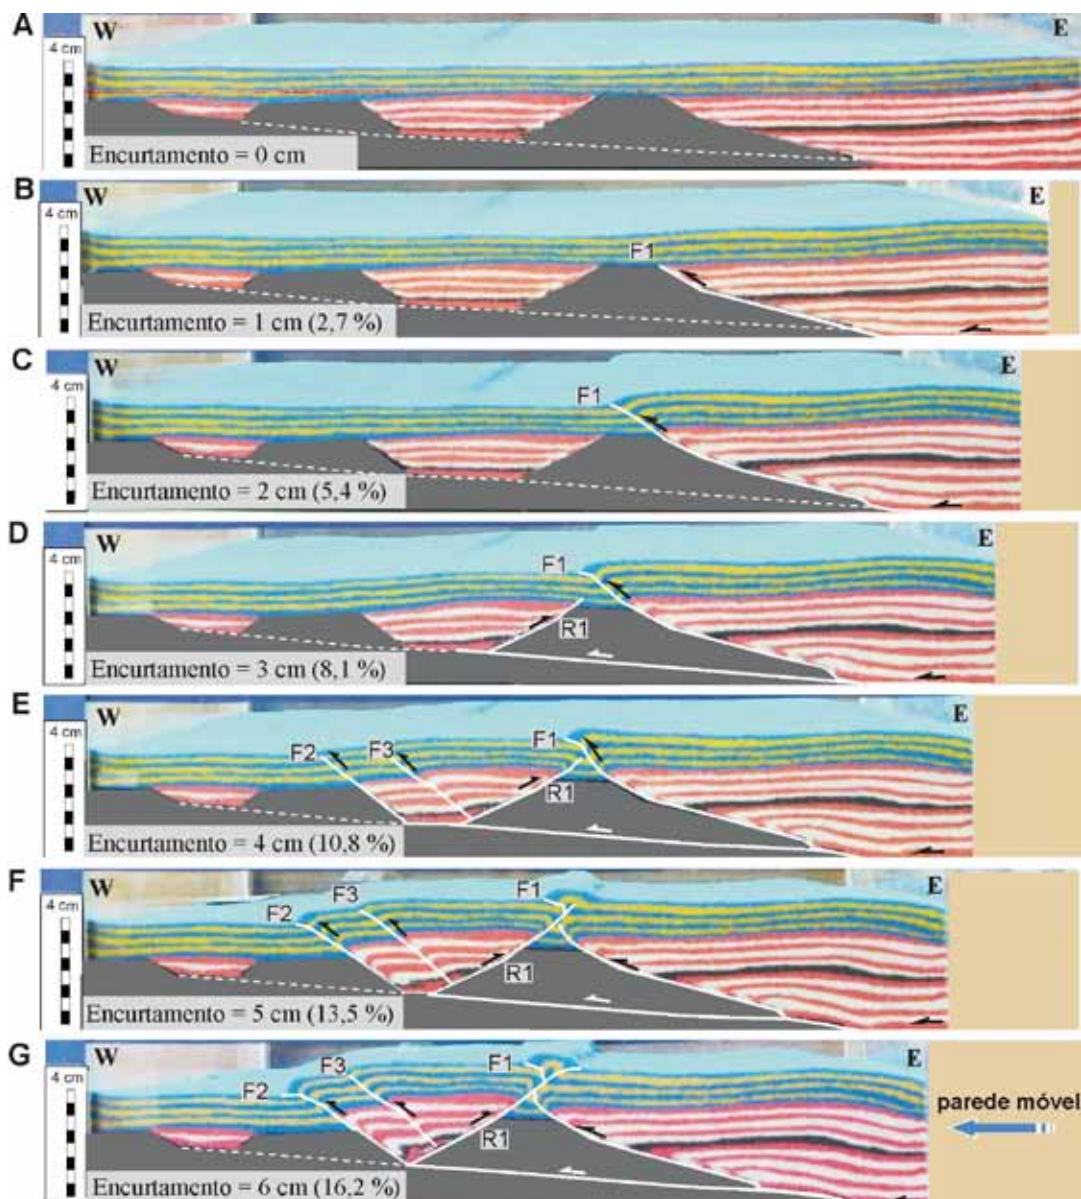 A
W
E
4 cm
Encurtamento = 0 cm
B
W
E
4 cm
F1
Encurtamento = 1 cm (2,7 %)
C
W
E
4 cm
F1
Encurtamento = 2 cm (5,4 %)
D
W
E
4 cm
F1
R1
Encurtamento = 3 cm (8,1 %)
E
W
E
4 cm
F2
F3
F1
R1
Encurtamento = 4 cm (10,8 %)
F
W
E
4 cm
F2
F3
F1
R1
Encurtamento = 5 cm (13,5 %)
G
W
E
4 cm
F2
F3
F1
R1
parede móvel
Encurtamento = 6 cm (16,2 %)